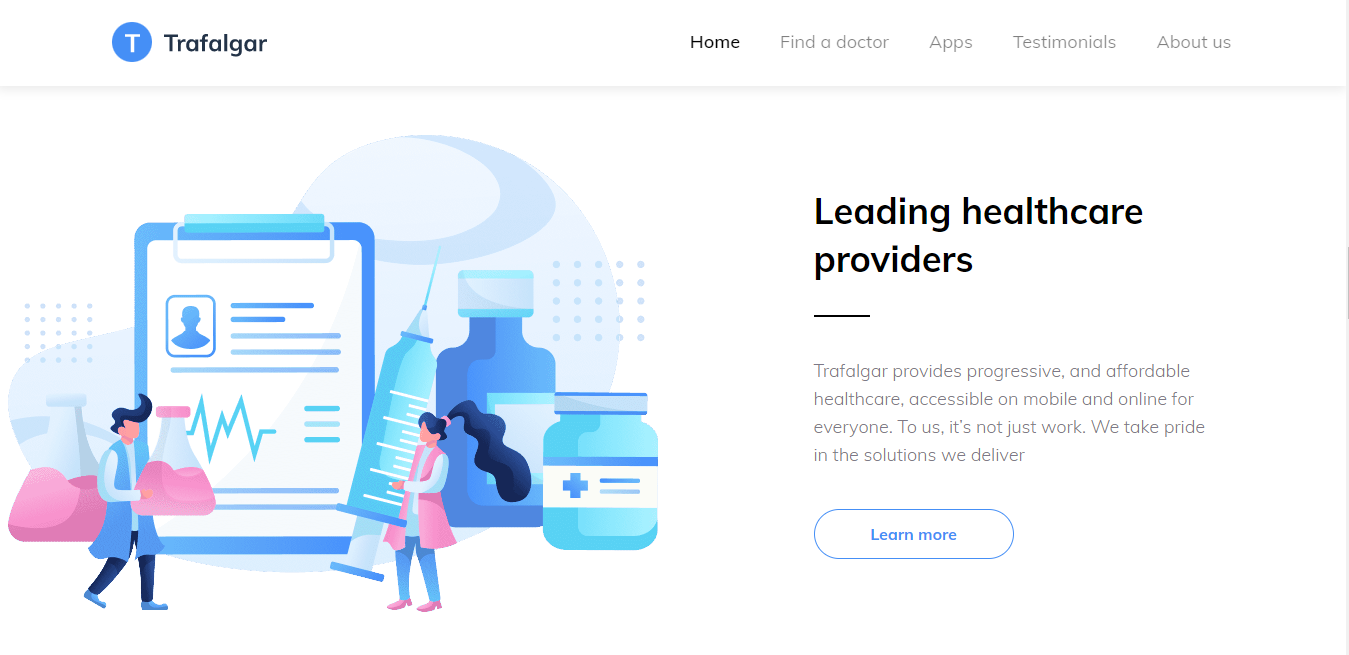 T Trafalgar Home Find a doctor Apps Testimonials About us
Leading healthcare
providers
Trafalgar provides progressive, and affordable
healthcare, accessible on mobile and online for
everyone. To us, it’s not just work. We take pride
in the solutions we deliver
Learn more